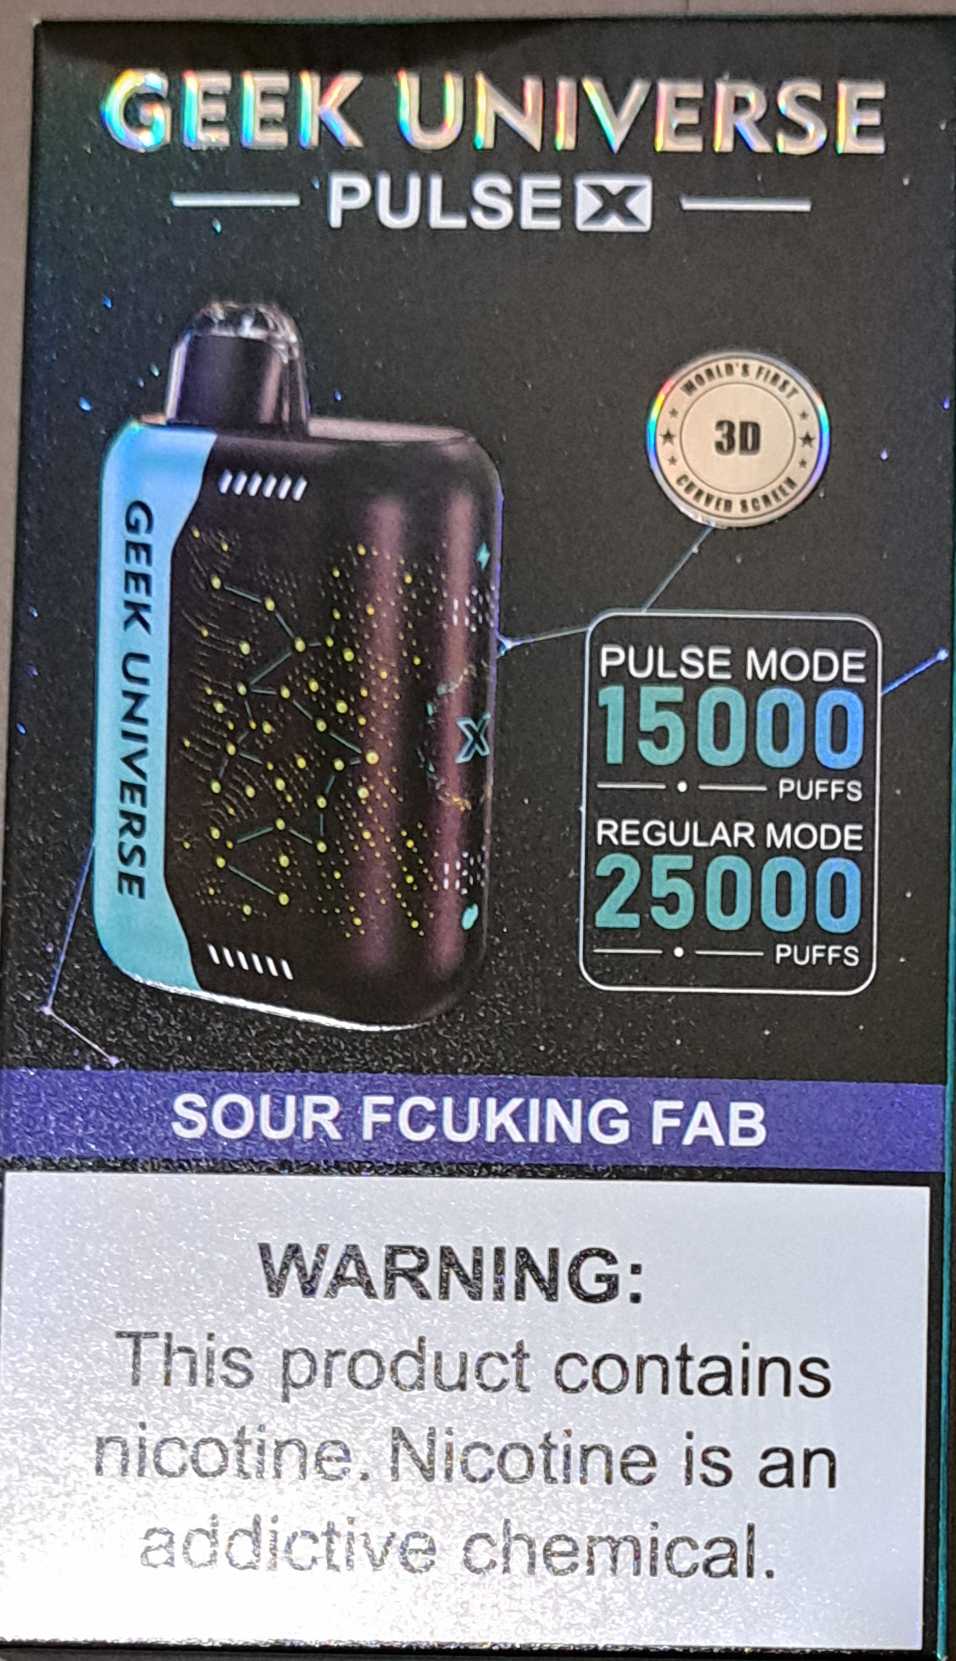 GEEK UNIVERSE
PULSE X
WORLD'S FIRST
3D
CURVED SCREEN
GEEK UNIVERSE
X
PULSE MODE
15000
PUFFS
REGULAR MODE
25000
PUFFS
SOUR FCUKING FAB
WARNING:
This product contains
nicotine. Nicotine is an
addictive chemical.